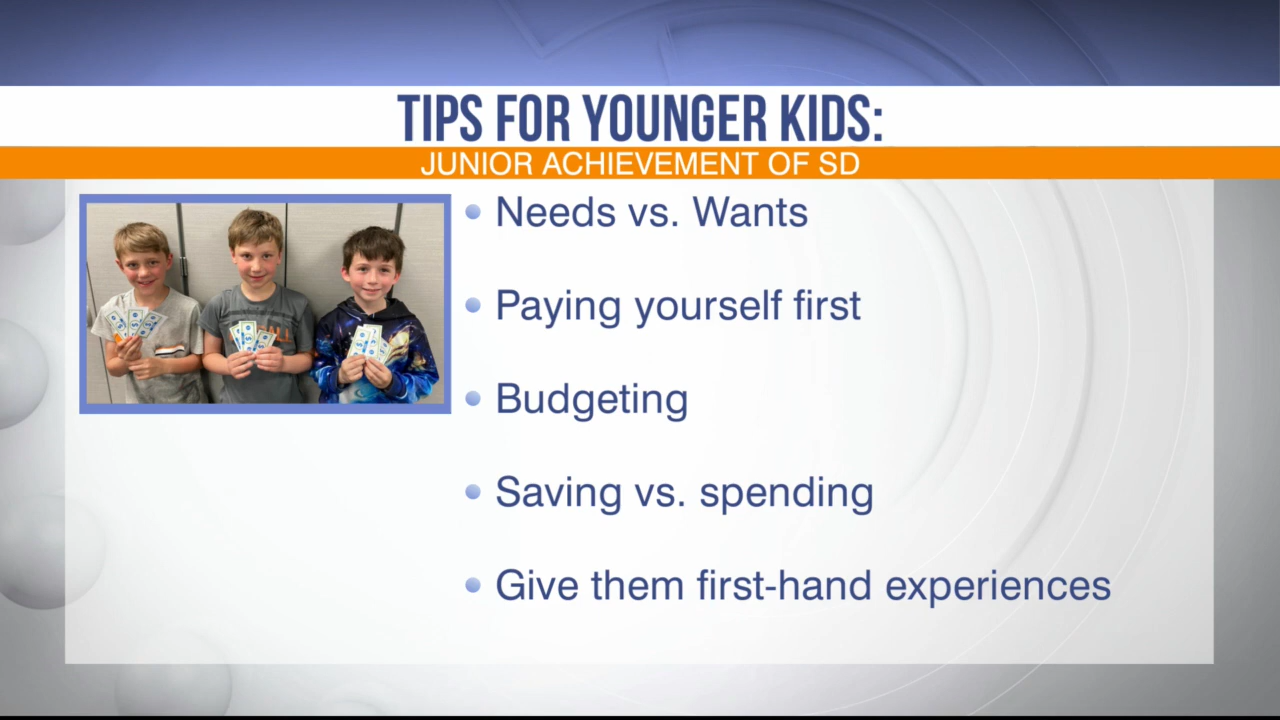 TIPS FOR YOUNGER KIDS:
JUNIOR ACHIEVEMENT OF SD
• Needs vs. Wants
• Paying yourself first
• Budgeting
• Saving vs. spending
• Give them first-hand experiences